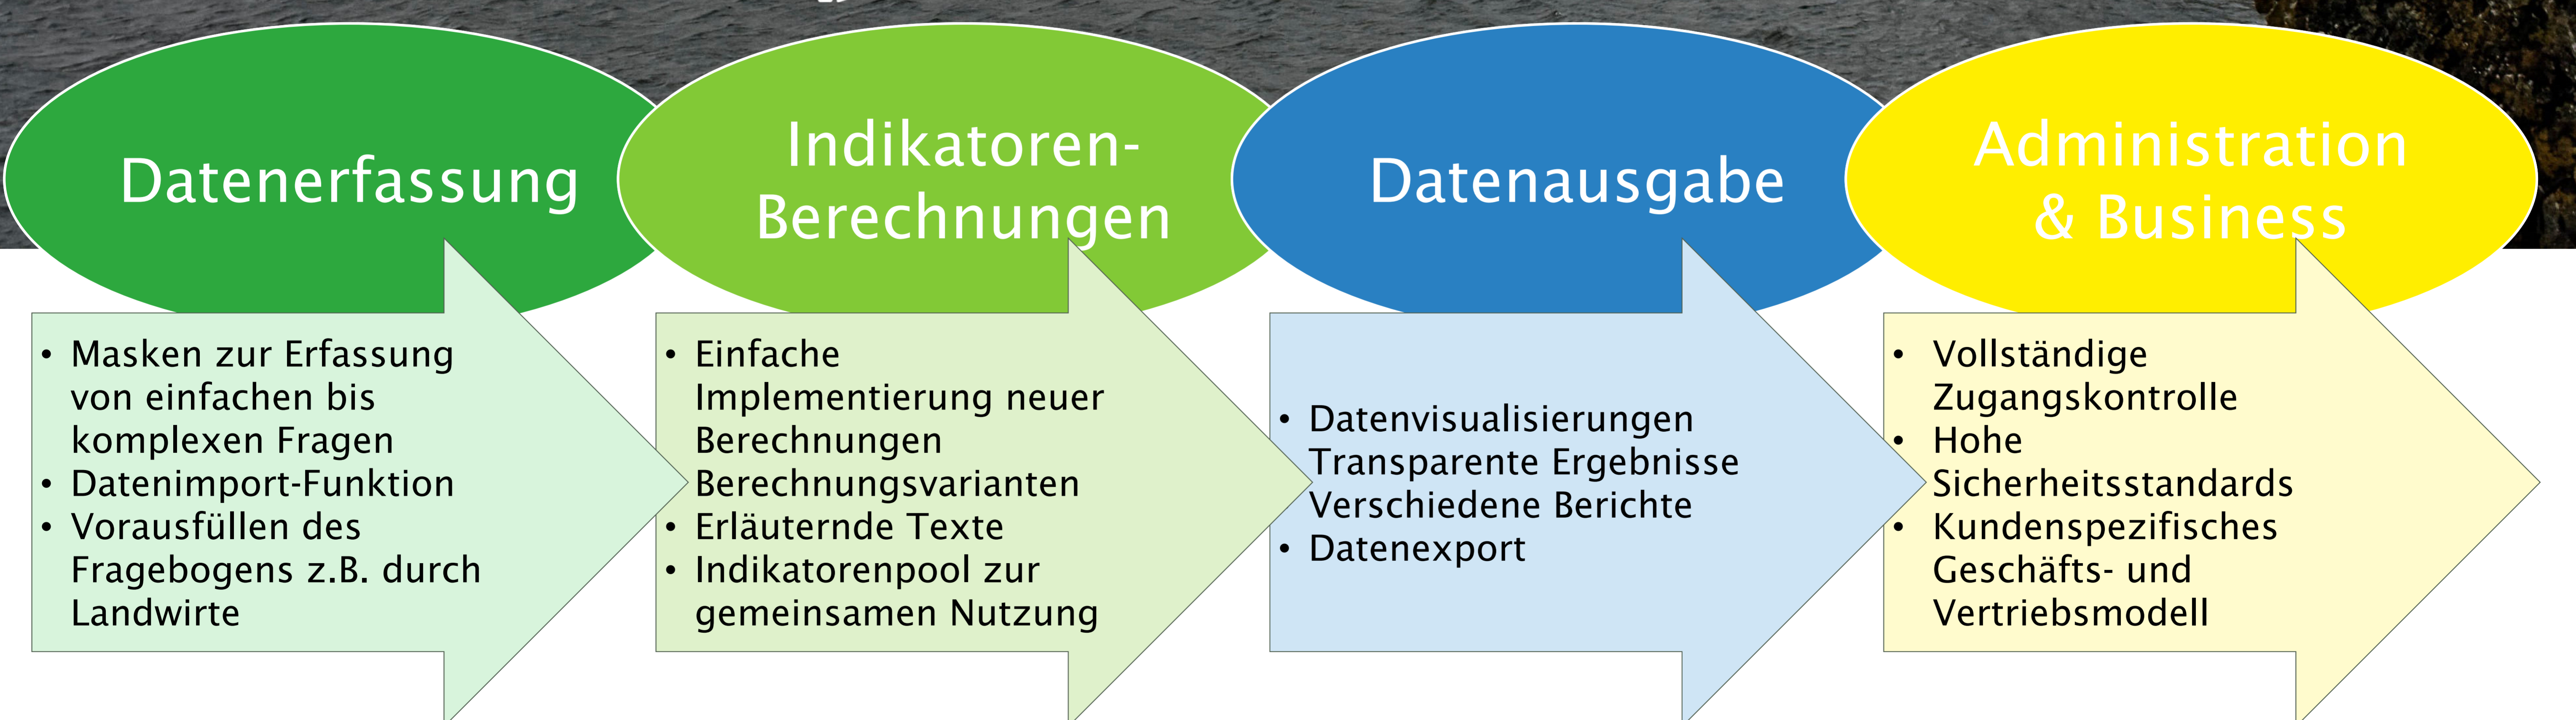 Datenerfassung
• Masken zur Erfassung
von einfachen bis
komplexen Fragen
• Datenimport-Funktion
• Vorausfüllen des
Fragebogens z.B. durch
Landwirte
Indikatoren-
Berechnungen
• Einfache
Implementierung neuer
Berechnungen
Berechnungsvarianten
• Erläuternde Texte
• Indikatorenpool zur
gemeinsamen Nutzung
Datenausgabe
• Datenvisualisierungen
Transparente Ergebnisse
Verschiedene Berichte
• Datenexport
Administration
& Business
• Vollständige
Zugangskontrolle
• Hohe
Sicherheitsstandards
• Kundenspezifisches
Geschäfts- und
Vertriebsmodell